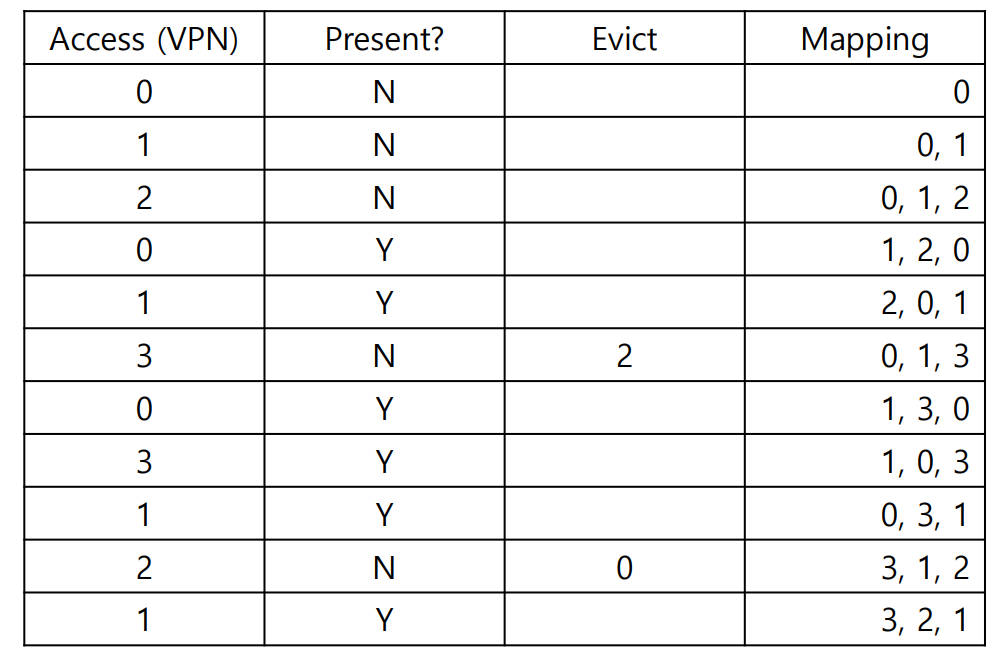 Access (VPN) Present? Evict Mapping
0 N 0
1 N 0, 1
2 N 0, 1, 2
0 Y 1, 2, 0
1 Y 2, 0, 1
3 N 2 0, 1, 3
0 Y 1, 3, 0
3 Y 1, 0, 3
1 Y 0, 3, 1
2 N 0 3, 1, 2
1 Y 3, 2, 1